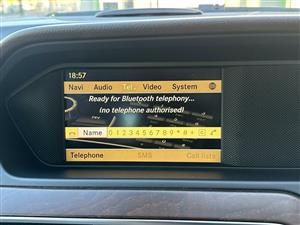 18:57
Navi Audio Tel. Video System
Ready for Bluetooth telephony...
(no telephone authorised)
Name 0 1 2 3 4 5 6 7 8 9 * # + C
Telephone SMS Call lists